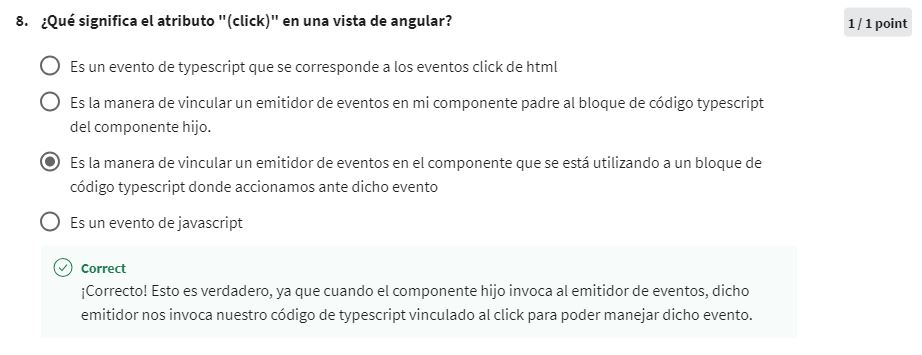 8. ¿Qué significa el atributo "(click)" en una vista de angular?
1 / 1 point
Es un evento de typescript que se corresponde a los eventos click de html
Es la manera de vincular un emitidor de eventos en mi componente padre al bloque de código typescript
del componente hijo.
Es la manera de vincular un emitidor de eventos en el componente que se está utilizando a un bloque de
código typescript donde accionamos ante dicho evento
Es un evento de javascript
Correct
¡Correcto! Esto es verdadero, ya que cuando el componente hijo invoca al emitidor de eventos, dicho
emitidor nos invoca nuestro código de typescript vinculado al click para poder manejar dicho evento.